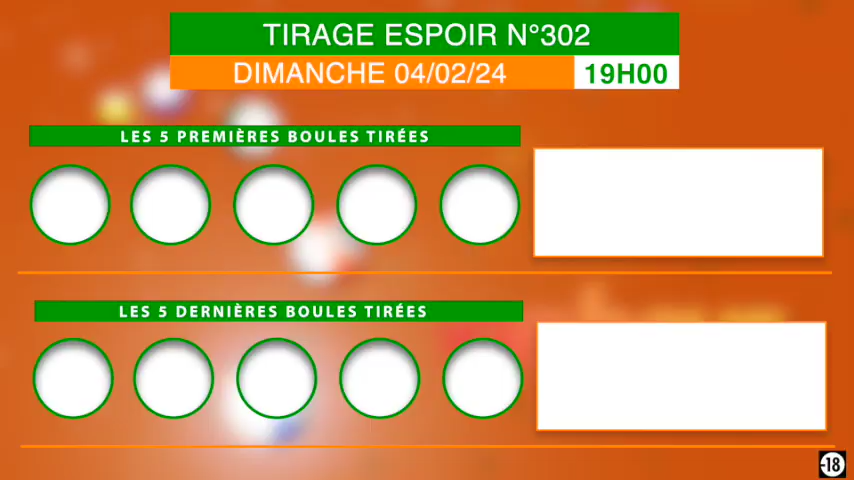 TIRAGE ESPOIR N°302
DIMANCHE 04/02/24 19H00
LES 5 PREMIÈRES BOULES TIRÉES
LES 5 DERNIÈRES BOULES TIRÉES
-18